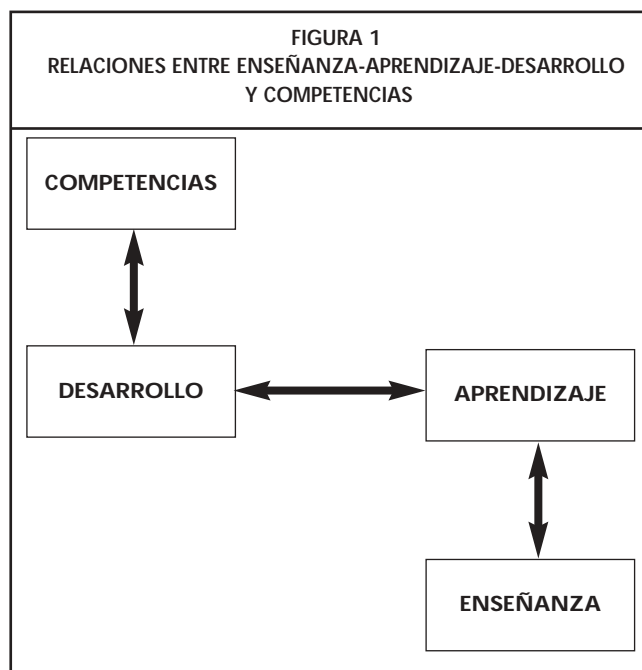 FIGURA 1
RELACIONES ENTRE ENSEÑANZA-APRENDIZAJE-DESARROLLO
Y COMPETENCIAS
COMPETENCIAS
DESARROLLO
APRENDIZAJE
ENSEÑANZA